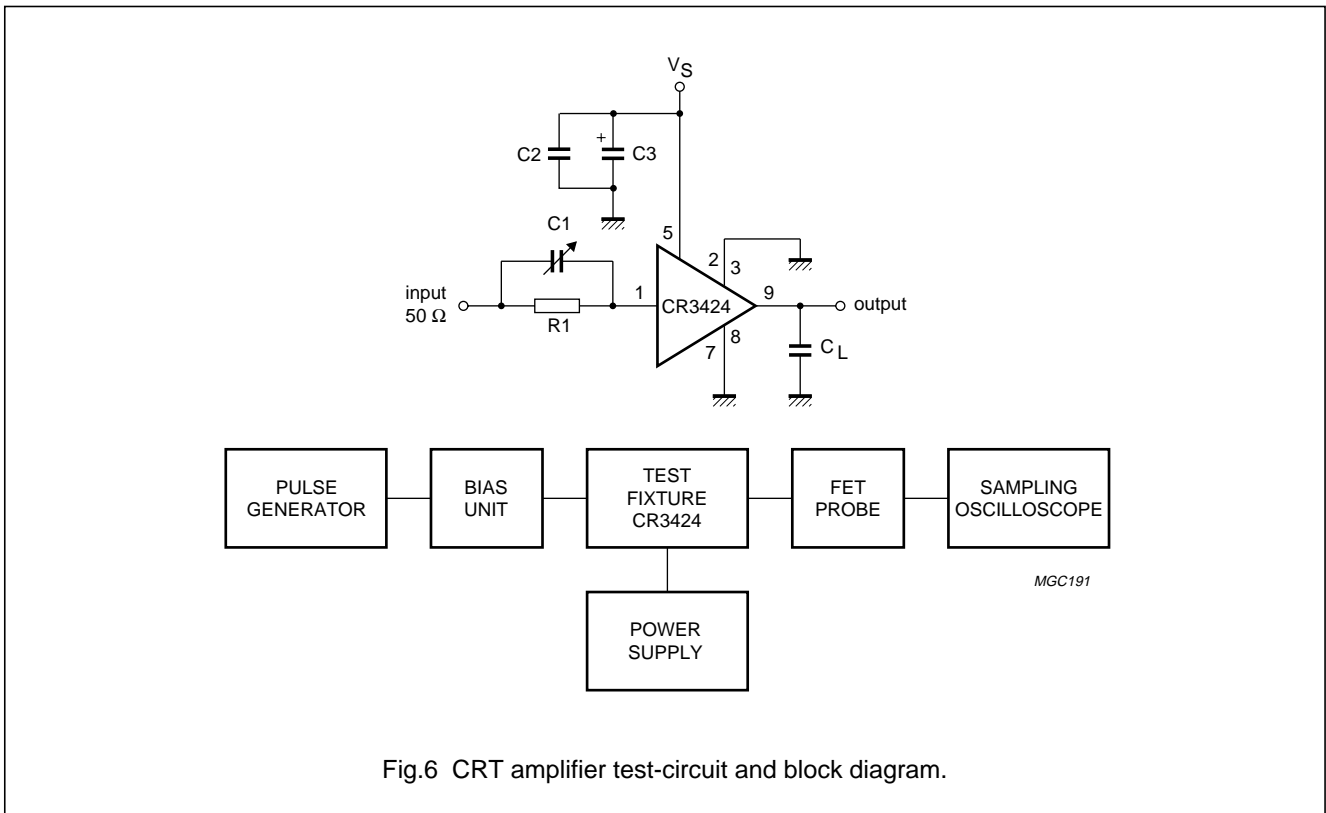 VS
C2
+
C3
C1
5
2
3
input
50 Ω
1
CR3424
9
output
R1
8
7
CL
PULSE
GENERATOR
BIAS
UNIT
TEST
FIXTURE
CR3424
FET
PROBE
SAMPLING
OSCILLOSCOPE
MGC191
POWER
SUPPLY
Fig.6 CRT amplifier test-circuit and block diagram.